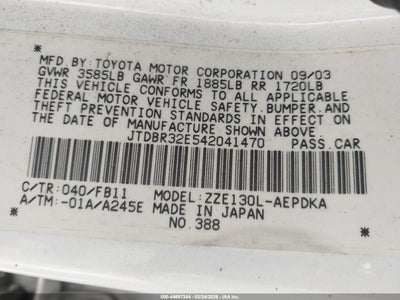 MFD.BY:TOYOTA MOTOR CORPORATION 09/03
GVWR 3585LB GAWR FR 1885LB RR 1720LB
THIS VEHICLE CONFORMS TO ALL APPLICABLE
FEDERAL MOTOR VEHICLE SAFETY.BUMPER.AND
THEFT PREVENTION STANDARDS IN EFFECT ON
THE DATE OF MANUFACTURE SHOWN ABOVE.
JTDBR32E542041470 PASS.CAR
C/TR:040/FB11 MODEL:ZZE130L-AEPDKA
A/TM:-01A/A245E MADE IN JAPAN
NO.388